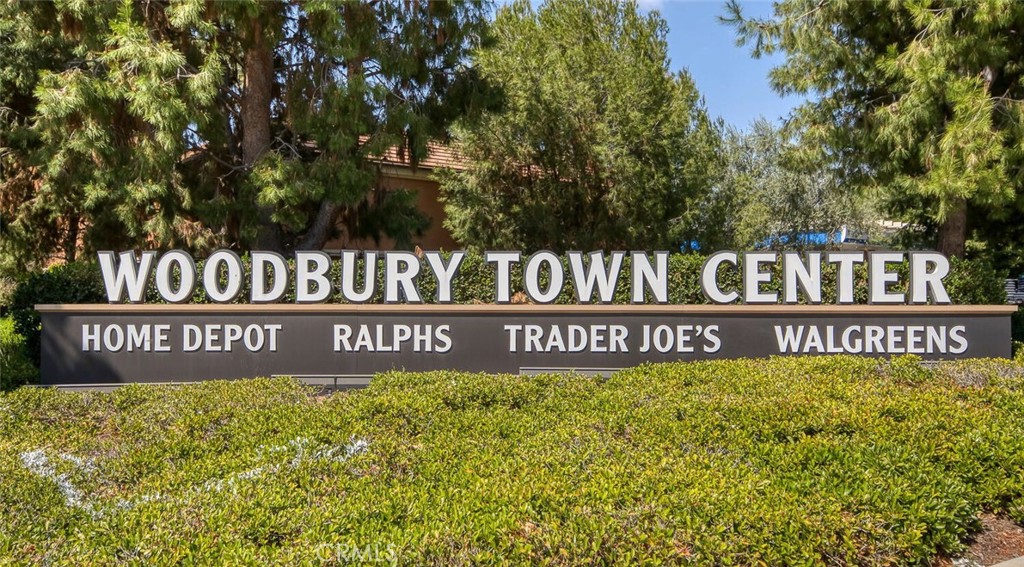 WOODBURY TOWN CENTER
HOME DEPOT RALPHS TRADER JOE'S WALGREENS
CRMLS